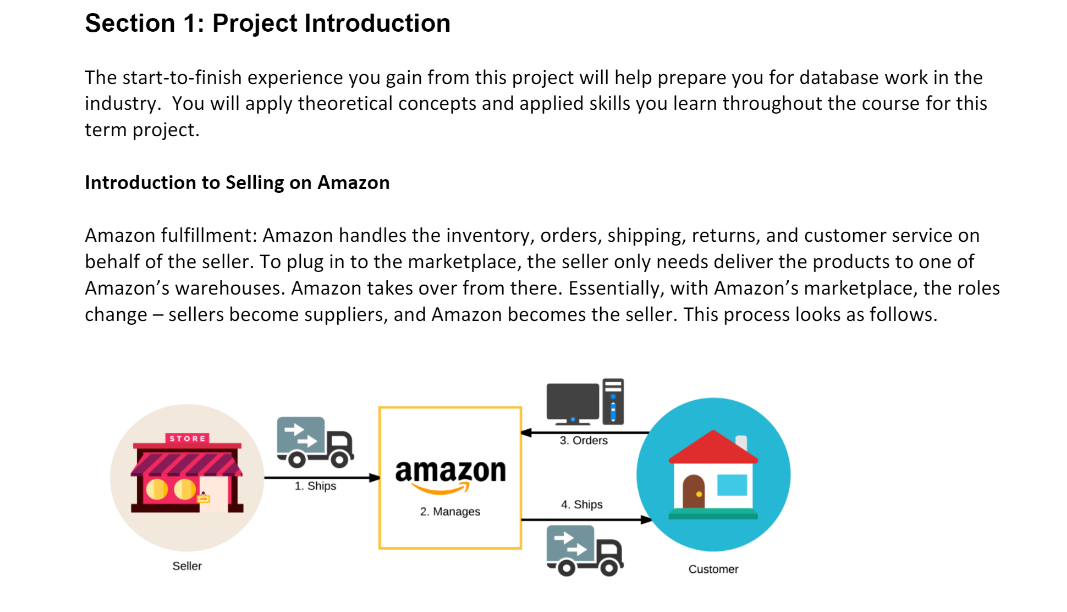 Section 1: Project Introduction
The start-to-finish experience you gain from this project will help prepare you for database work in the
industry.  You will apply theoretical concepts and applied skills you learn throughout the course for this
term project.
Introduction to Selling on Amazon
Amazon fulfillment: Amazon handles the inventory, orders, shipping, returns, and customer service on
behalf of the seller. To plug in to the marketplace, the seller only needs deliver the products to one of
Amazon’s warehouses. Amazon takes over from there. Essentially, with Amazon’s marketplace, the roles
change – sellers become suppliers, and Amazon becomes the seller. This process looks as follows.
STORE
1. Ships
amazon
2. Manages
3. Orders
4. Ships
Seller
Customer